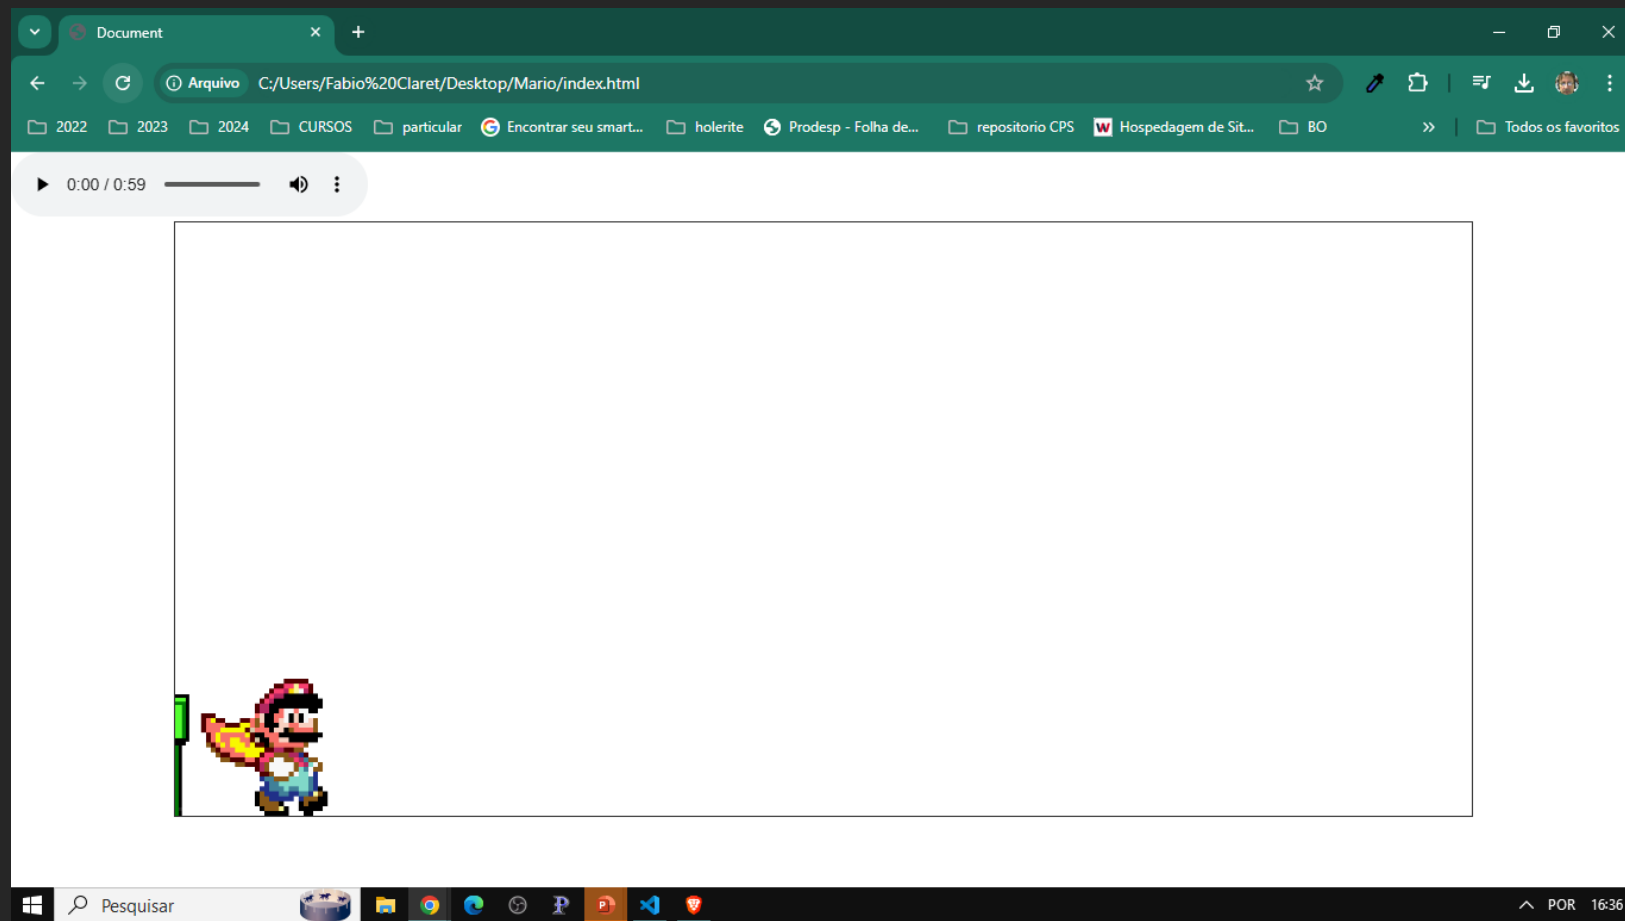 Document
Arquivo C:/Users/Fabio%20Claret/Desktop/Mario/index.html
2022 2023 2024 CURSOS particular Encontrar seu smart... holerite Prodesp - Folha de... repositorio CPS W Hospedagem de Sit... BO » Todos os favoritos
0:00 / 0:59
Pesquisar POR 16:36